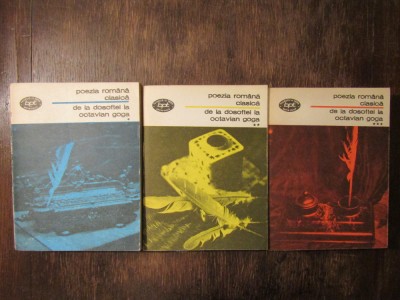 bpt
poezia română
clasică
de la dosoftei la
octavian goga
*
bpt
poezia română
clasică
de la dosoftei la
octavian goga
**
bpt
poezia română
clasică
de la dosoftei la
octavian goga
***